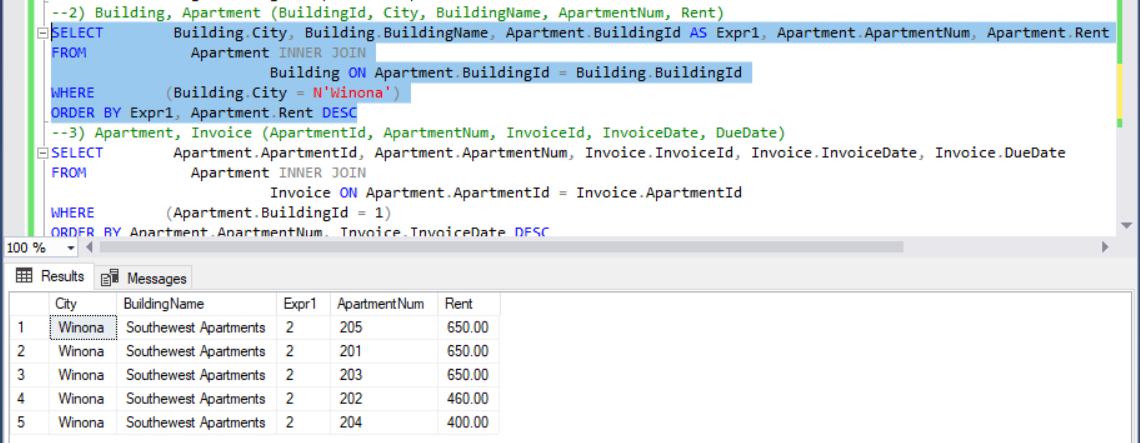 --2) Building, Apartment (BuildingId, City, BuildingName, ApartmentNum, Rent)
SELECT Building.City, Building.BuildingName, Apartment.BuildingId AS Expr1, Apartment.ApartmentNum, Apartment.Rent
FROM Apartment INNER JOIN
Building ON Apartment.BuildingId = Building.BuildingId
WHERE (Building.City = N'Winona')
ORDER BY Expr1, Apartment.Rent DESC
--3) Apartment, Invoice (ApartmentId, ApartmentNum, InvoiceId, InvoiceDate, DueDate)
SELECT Apartment.ApartmentId, Apartment.ApartmentNum, Invoice.InvoiceId, Invoice.InvoiceDate, Invoice.DueDate
FROM Apartment INNER JOIN
Invoice ON Apartment.ApartmentId = Invoice.ApartmentId
WHERE (Apartment.BuildingId = 1)
ORDER BY Apartment.ApartmentNum, Invoice.InvoiceDate DESC
100 %
Results Messages
City BuildingName Expr1 ApartmentNum Rent
1 Winona Southewest Apartments 2 205 650.00
2 Winona Southewest Apartments 2 201 650.00
3 Winona Southewest Apartments 2 203 650.00
4 Winona Southewest Apartments 2 202 460.00
5 Winona Southewest Apartments 2 204 400.00